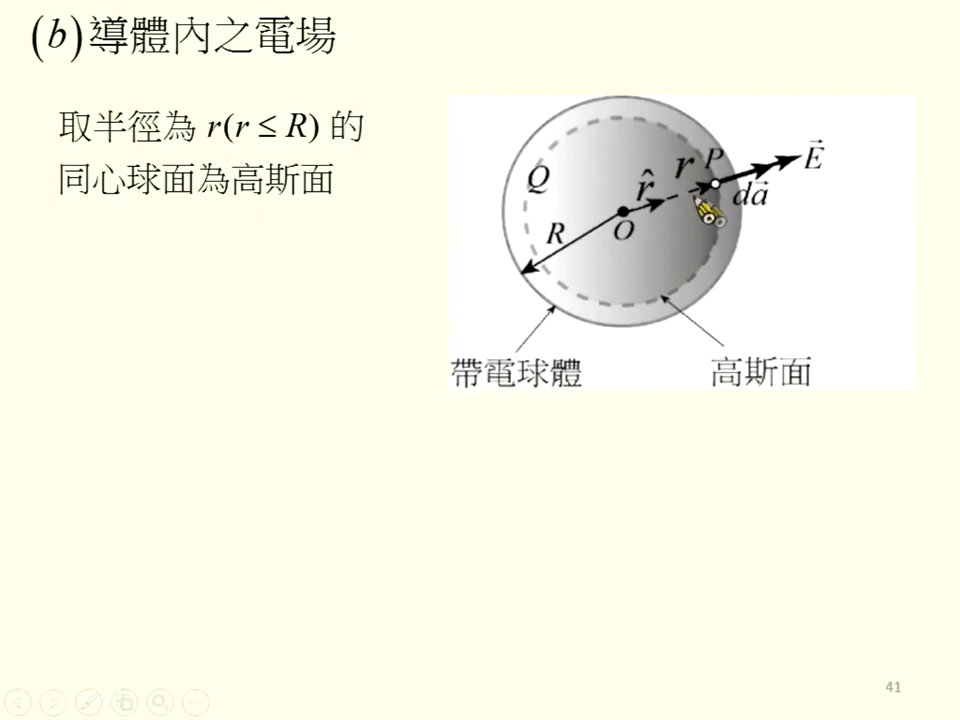 (b)導體內之電場
取半徑為 r(r ≤ R) 的
同心球面為高斯面
Q
r̂
r
P
E⃗
da⃗
R
O
帶電球體
高斯面
41